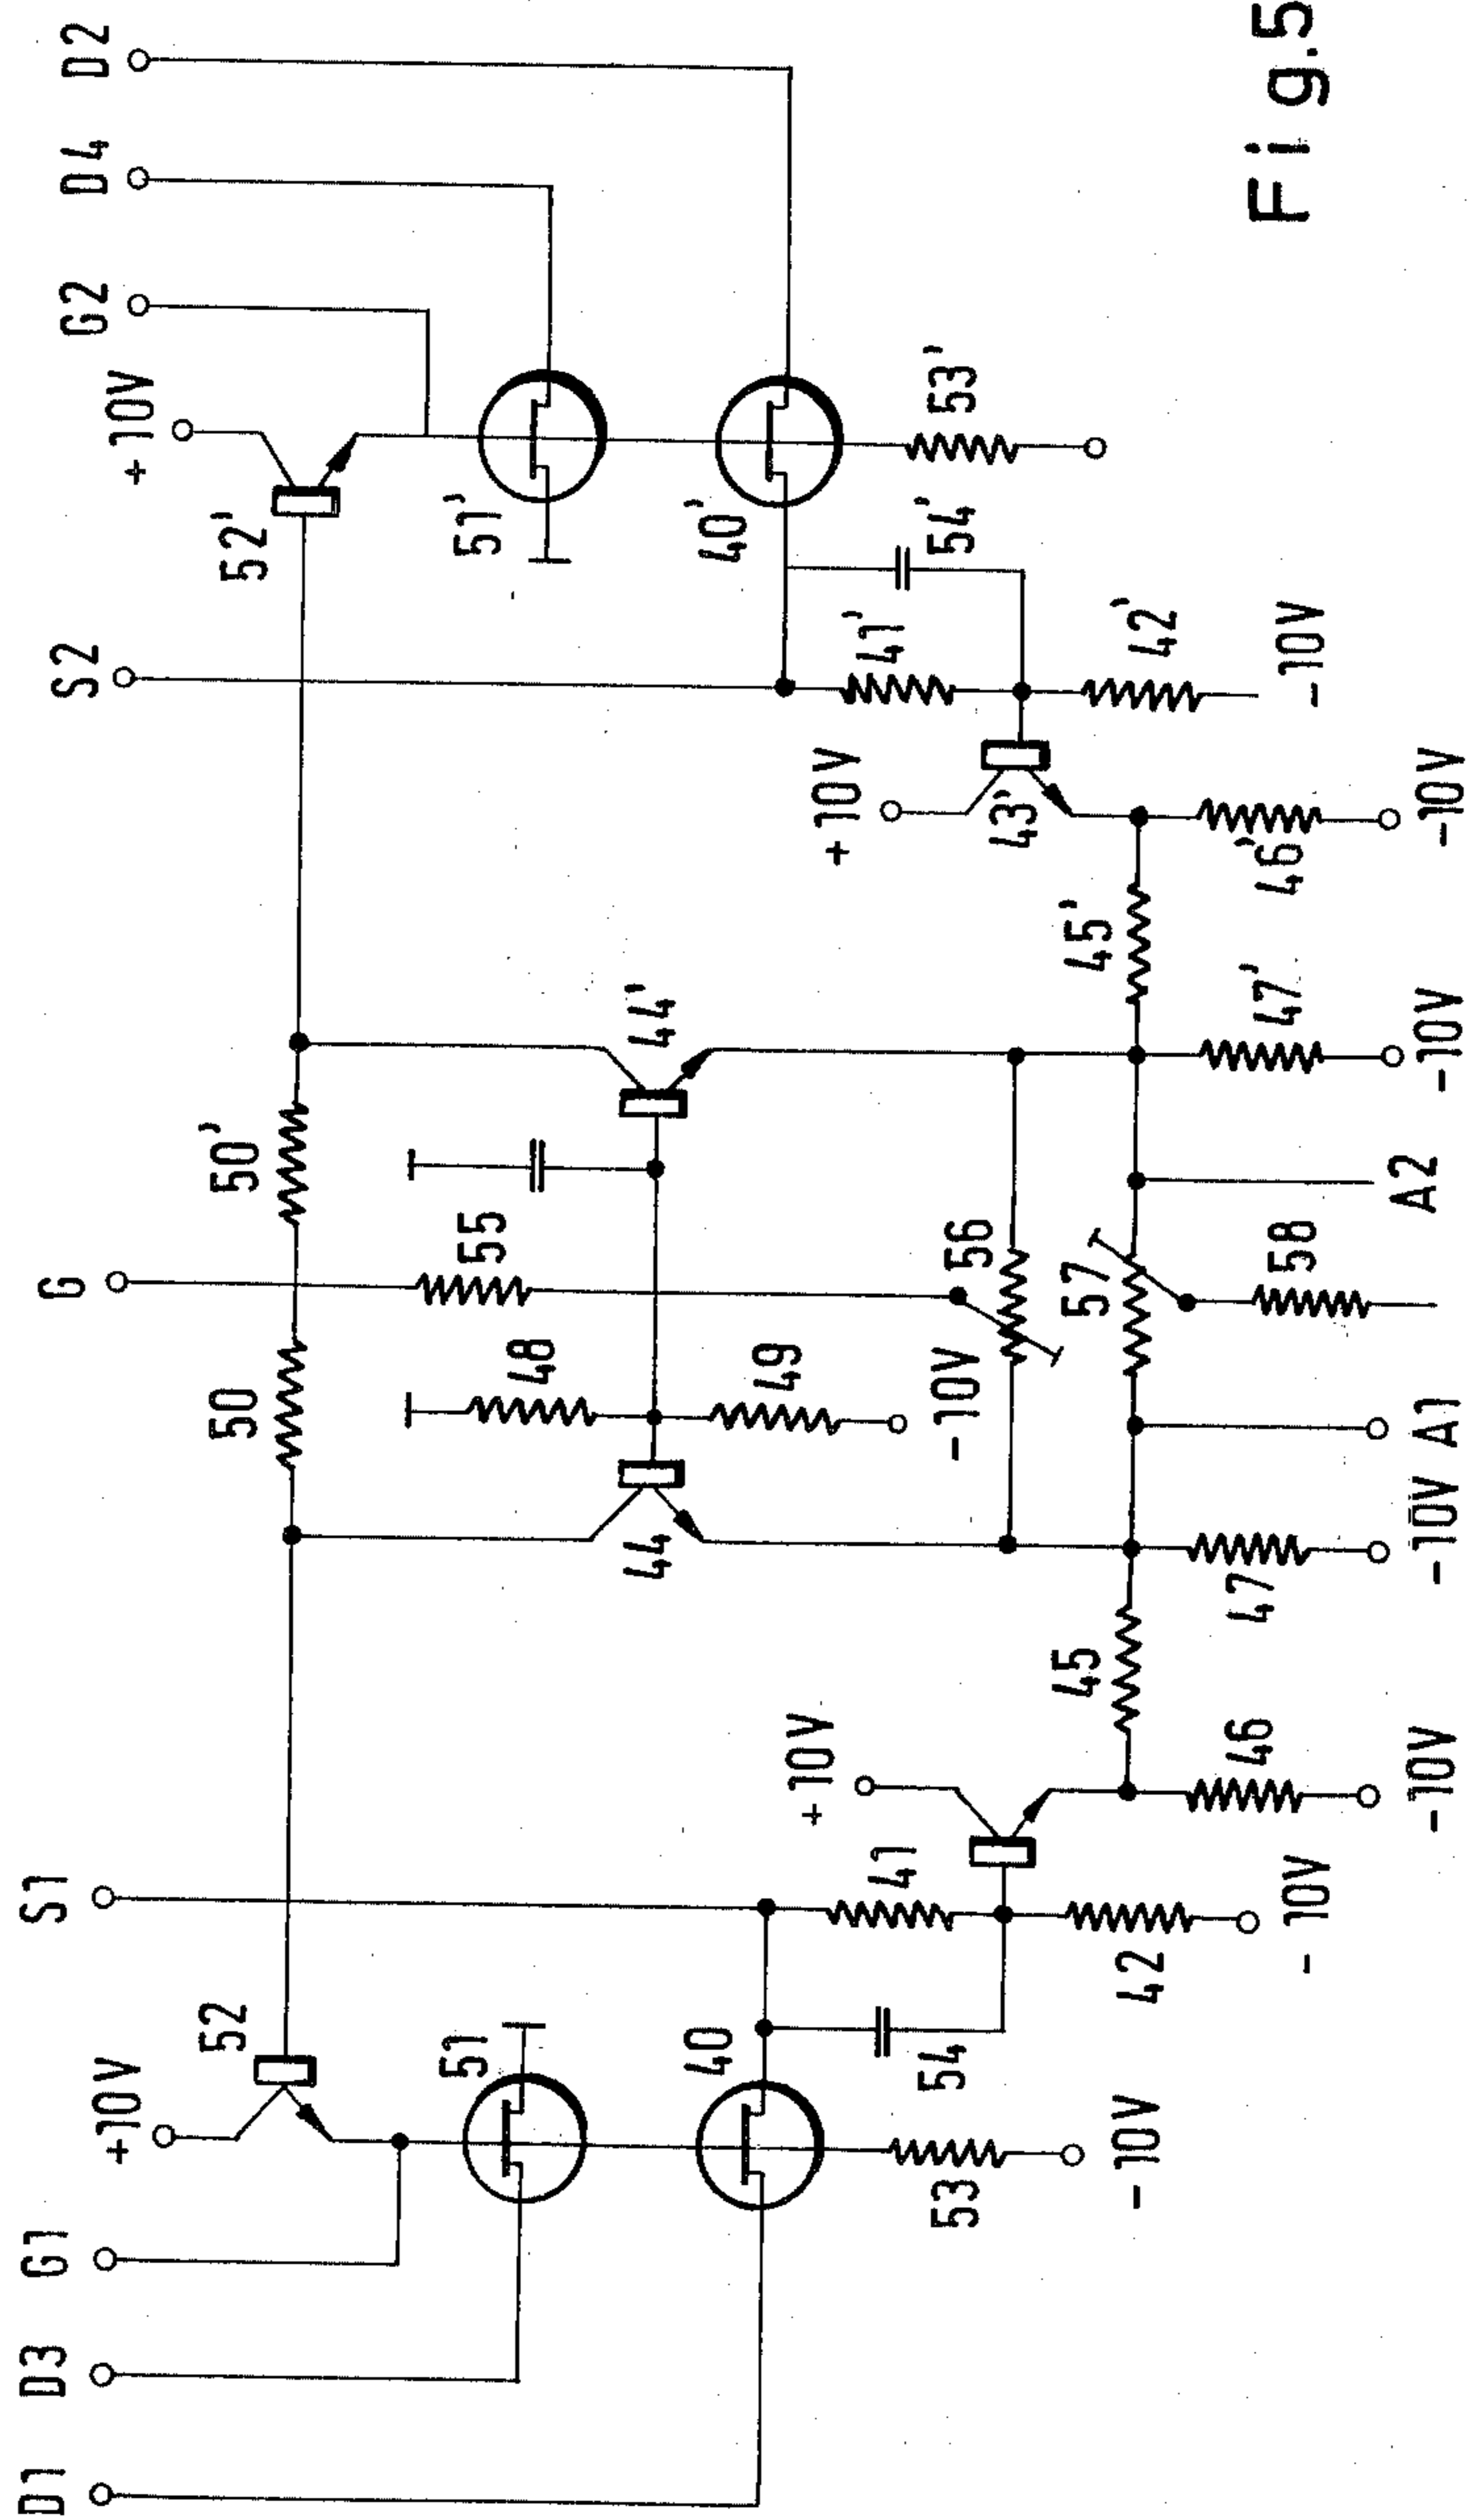 D1 D3 G1 S1 G S2 G2 D4 D2
+10V +10V
52 50 50' 52'
51 48 55 44' 51'
40 44 49 40'
+10V 41 -10V 56 +10V 41' 54' 53'
54 45 57 45' 43'
53 42 46 47 58 47' 46' 42'
-10V -10V -10V -10V A1 A2 -10V -10V -10V
Fig.5